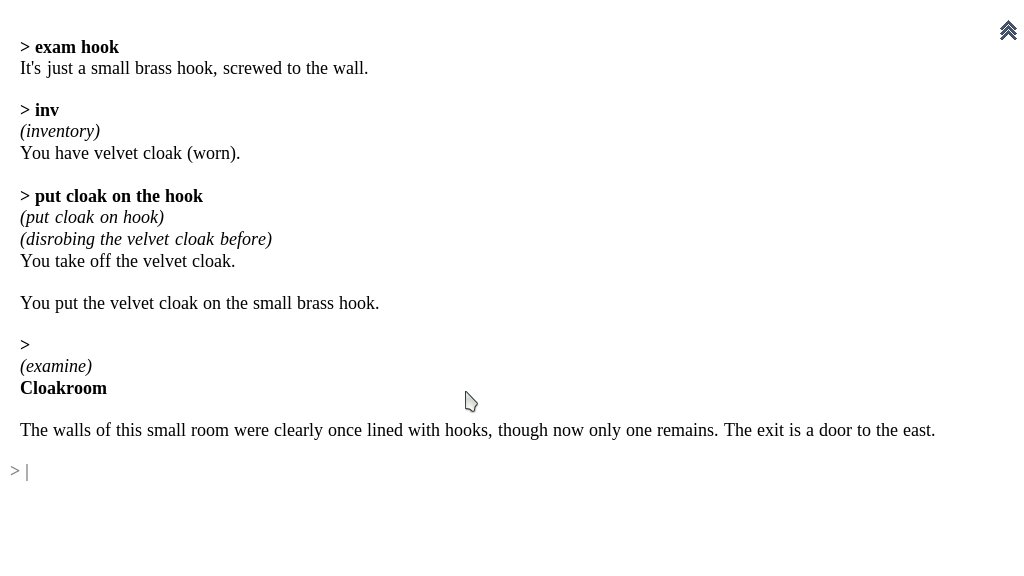 > exam hook
It's just a small brass hook, screwed to the wall.
> inv
(inventory)
You have velvet cloak (worn).
> put cloak on the hook
(put cloak on hook)
(disrobing the velvet cloak before)
You take off the velvet cloak.
You put the velvet cloak on the small brass hook.
>
(examine)
Cloakroom
The walls of this small room were clearly once lined with hooks, though now only one remains. The exit is a door to the east.
>